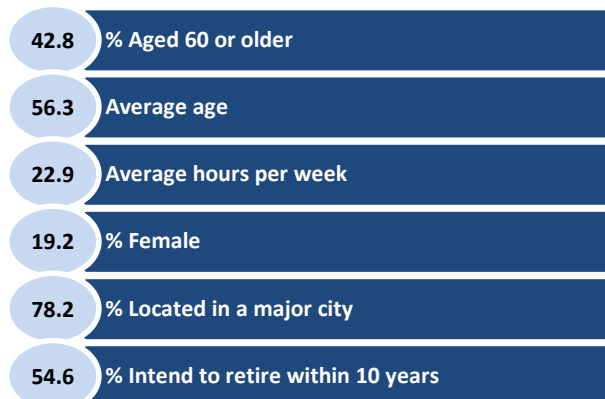 42.8 % Aged 60 or older
56.3 Average age
22.9 Average hours per week
19.2 % Female
78.2 % Located in a major city
54.6 % Intend to retire within 10 years